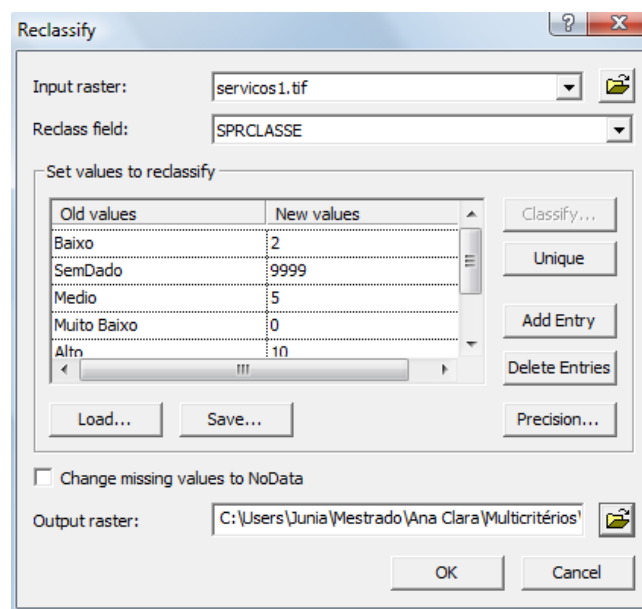 Reclassify
Input raster: servicos1.tif
Reclass field: SPRCLASSE
Set values to reclassify
Old values New values
Baixo 2
SemDado 9999
Medio 5
Muito Baixo 0
Alto 10
Classify...
Unique
Add Entry
Delete Entries
Load... Save... Precision...
Change missing values to NoData
Output raster: C:\Users\Junia\Mestrado\Ana Clara\Multicritérios\
OK Cancel